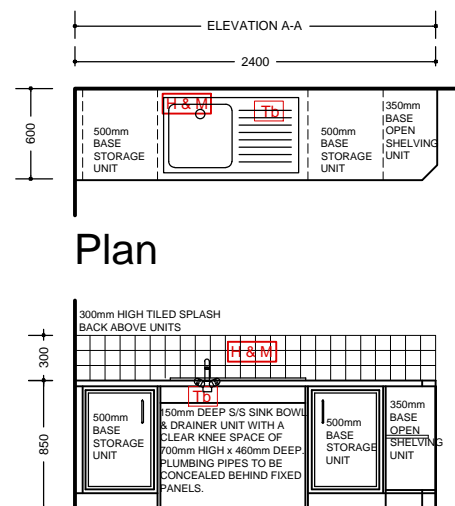 ELEVATION A-A
2400
600
H & M
Tb
500mm
BASE
STORAGE
UNIT
500mm
BASE
STORAGE
UNIT
350mm
BASE
OPEN
SHELVING
UNIT
Plan
300mm HIGH TILED SPLASH
BACK ABOVE UNITS
300
H & M
850
Tb
500mm
BASE
STORAGE
UNIT
150mm DEEP S/S SINK BOWL
& DRAINER UNIT WITH A
CLEAR KNEE SPACE OF
700mm HIGH x 460mm DEEP.
PLUMBING PIPES TO BE
CONCEALED BEHIND FIXED
PANELS.
500mm
BASE
STORAGE
UNIT
350mm
BASE
OPEN
SHELVING
UNIT